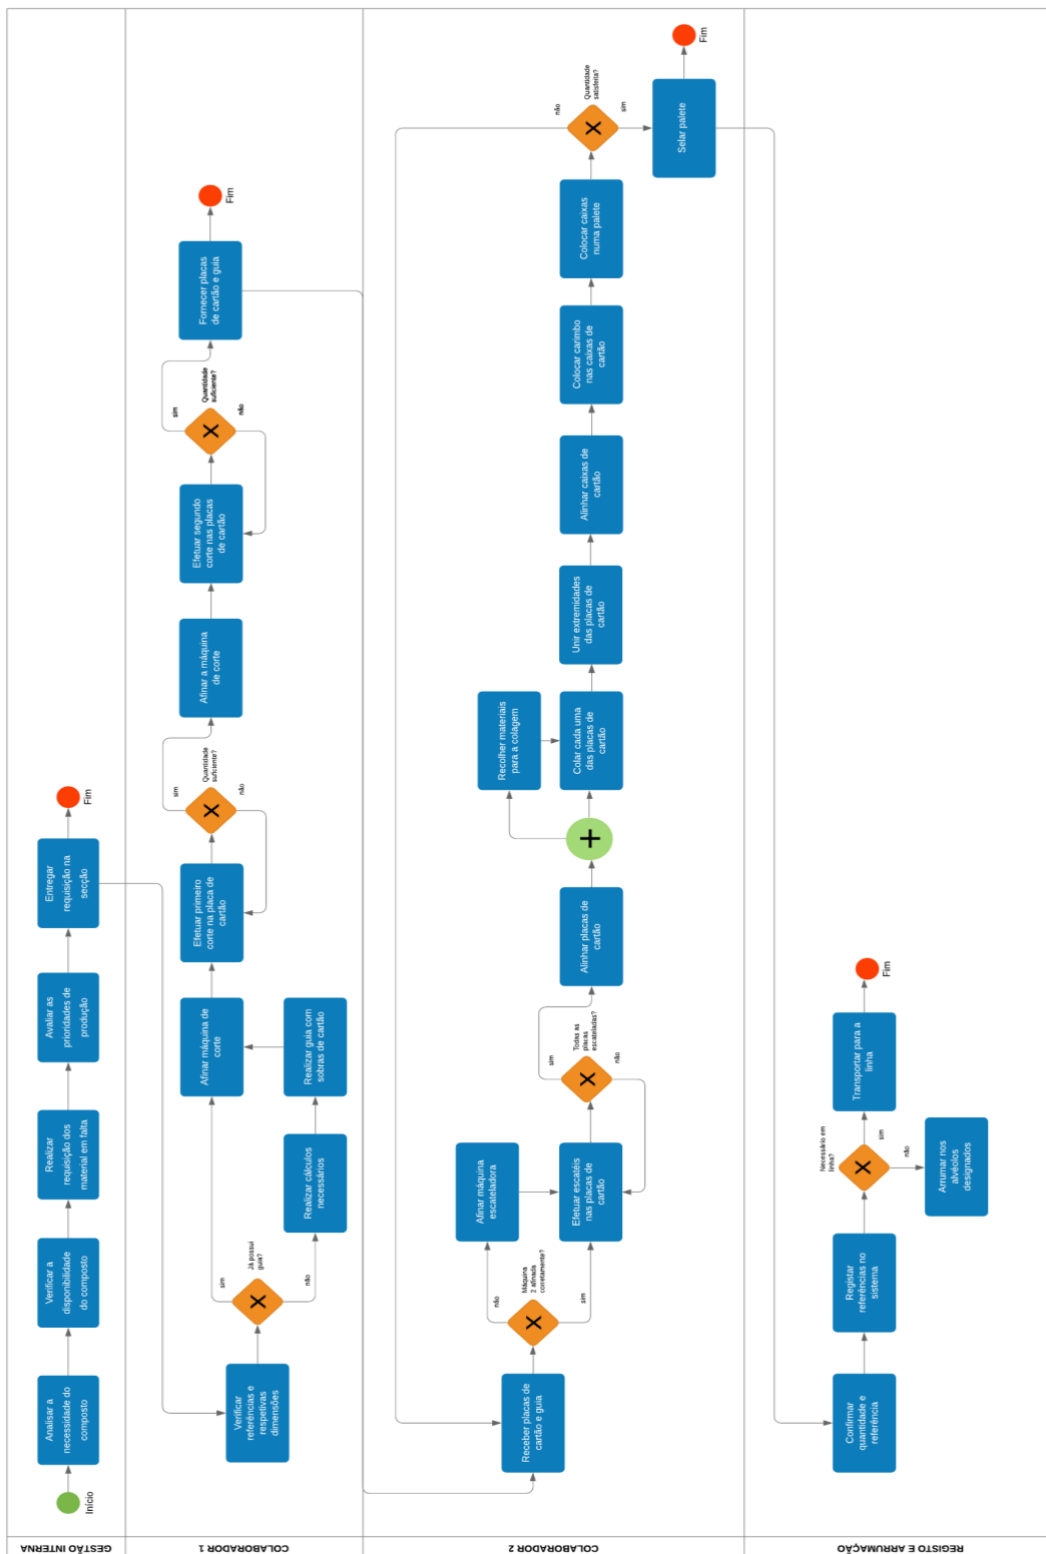 GESTÃO INTERNA
Início
Analisar a
necessidade do
composto
Verificar a
disponibilidade
do composto
Realizar
requisição dos
material em falta
Avaliar as
prioridades de
produção
Entregar
requisição na
secção
Fim
COLABORADOR 1
Verificar
referências e
respetivas
dimensões
Já possui
guia?
sim
não
Realizar cálculos
necessários
Realizar guia com
sobras de cartão
Afinar máquina de
corte
Efetuar primeiro
corte na placa de
cartão
Quantidade
suficiente?
sim
não
Afinar a máquina
de corte
Efetuar segundo
corte nas placas
de cartão
Quantidade
suficiente?
sim
não
Fornecer placas
de cartão e guia
Fim
COLABORADOR 2
Receber placas de
cartão e guia
Máquina
2 afinada
corretamente?
não
sim
Afinar máquina
escateladora
Efetuar escatéis
nas placas de
cartão
Todas as
placas
escateladas?
sim
não
Alinhar placas de
cartão
Recolher materiais
para a colagem
Colar cada uma
das placas de
cartão
Unir extremidades
das placas de
cartão
Alinhar caixas de
cartão
Colocar carimbo
nas caixas de
cartão
Colocar caixas
numa palete
Quantidade
satisfeita?
não
sim
Selar palete
Fim
REGISTO E ARRUMAÇÃO
Confirmar
quantidade e
referência
Registar
referências no
sistema
Necessário em
linha?
sim
não
Transportar para a
linha
Arrumar nos
alvéolos
designados
Fim